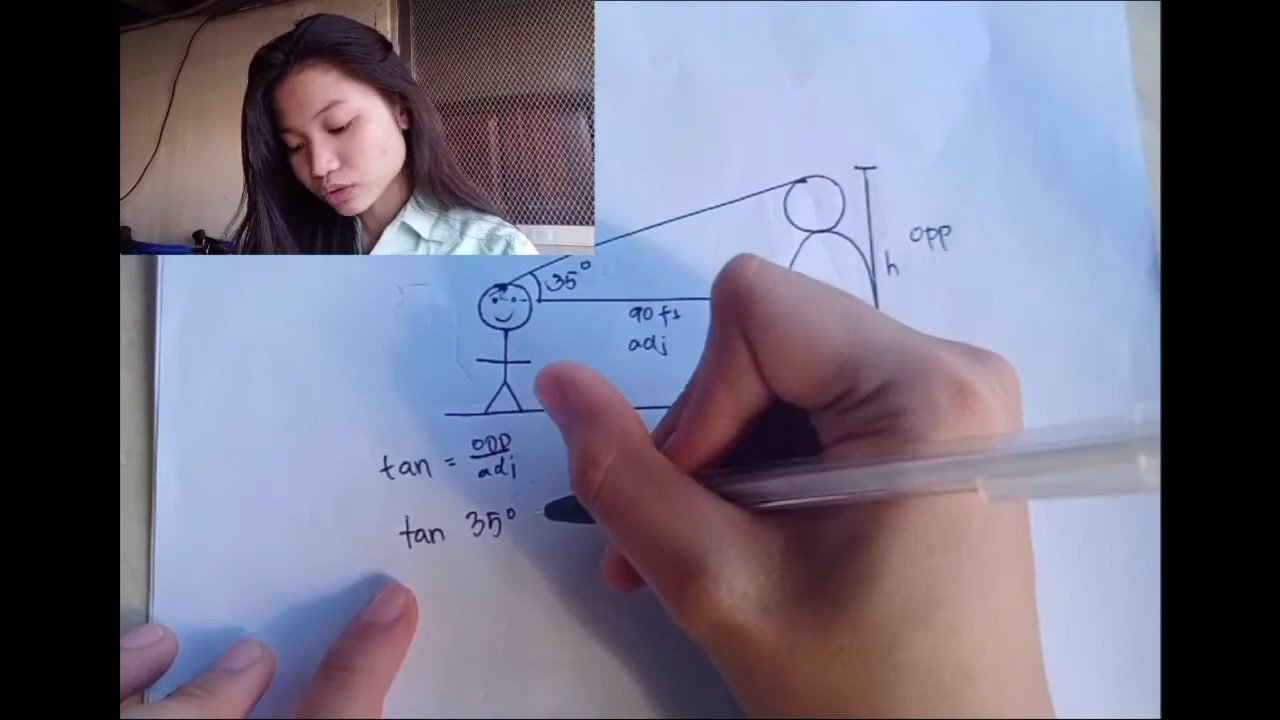 opp
h
35°
90 ft
adj
tan = opp
adj
tan 35°